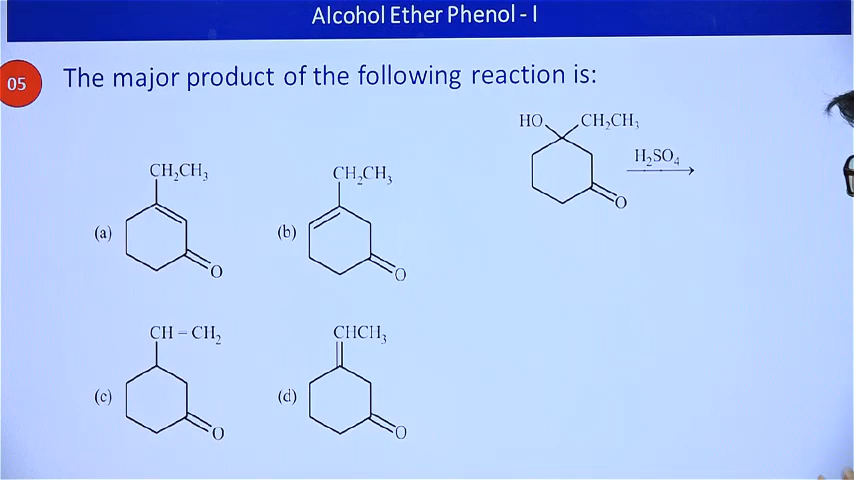 Alcohol Ether Phenol - I
05
The major product of the following reaction is:
HO
CH₂CH₃
H₂SO₄
O
CH₂CH₃
(a)
O
CH₂CH₃
(b)
O
CH = CH₂
(c)
O
CHCH₃
(d)
O